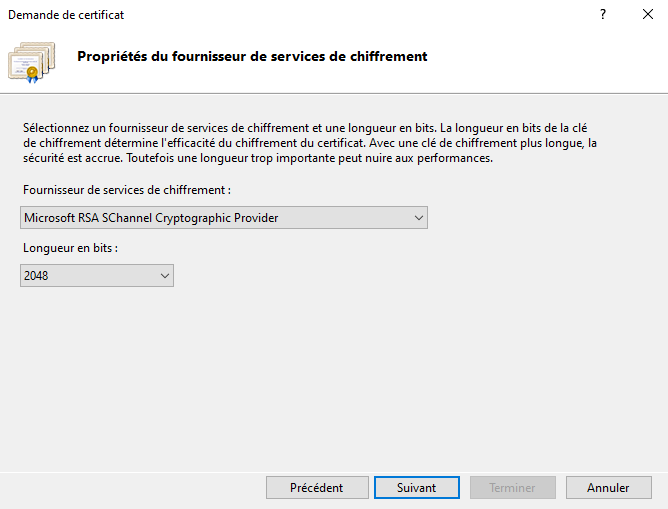 Demande de certificat
?
Propriétés du fournisseur de services de chiffrement
Sélectionnez un fournisseur de services de chiffrement et une longueur en bits. La longueur en bits de la clé
de chiffrement détermine l'efficacité du chiffrement du certificat. Avec une clé de chiffrement plus longue, la
sécurité est accrue. Toutefois une longueur trop importante peut nuire aux performances.
Fournisseur de services de chiffrement :
Microsoft RSA SChannel Cryptographic Provider
Longueur en bits :
2048
Précédent Suivant Terminer Annuler